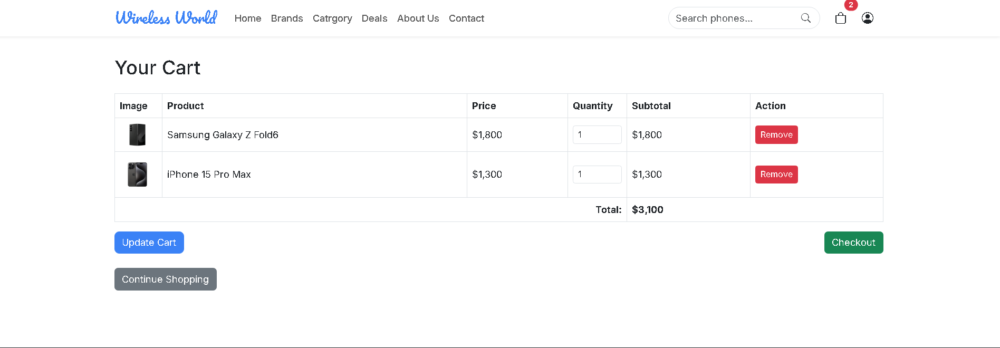 2
Wireless World Home Brands Catrgory Deals About Us Contact Search phones...
Your Cart
Image Product Price Quantity Subtotal Action
Samsung Galaxy Z Fold6 $1,800 1 $1,800 Remove
iPhone 15 Pro Max $1,300 1 $1,300 Remove
Total: $3,100
Update Cart Checkout
Continue Shopping